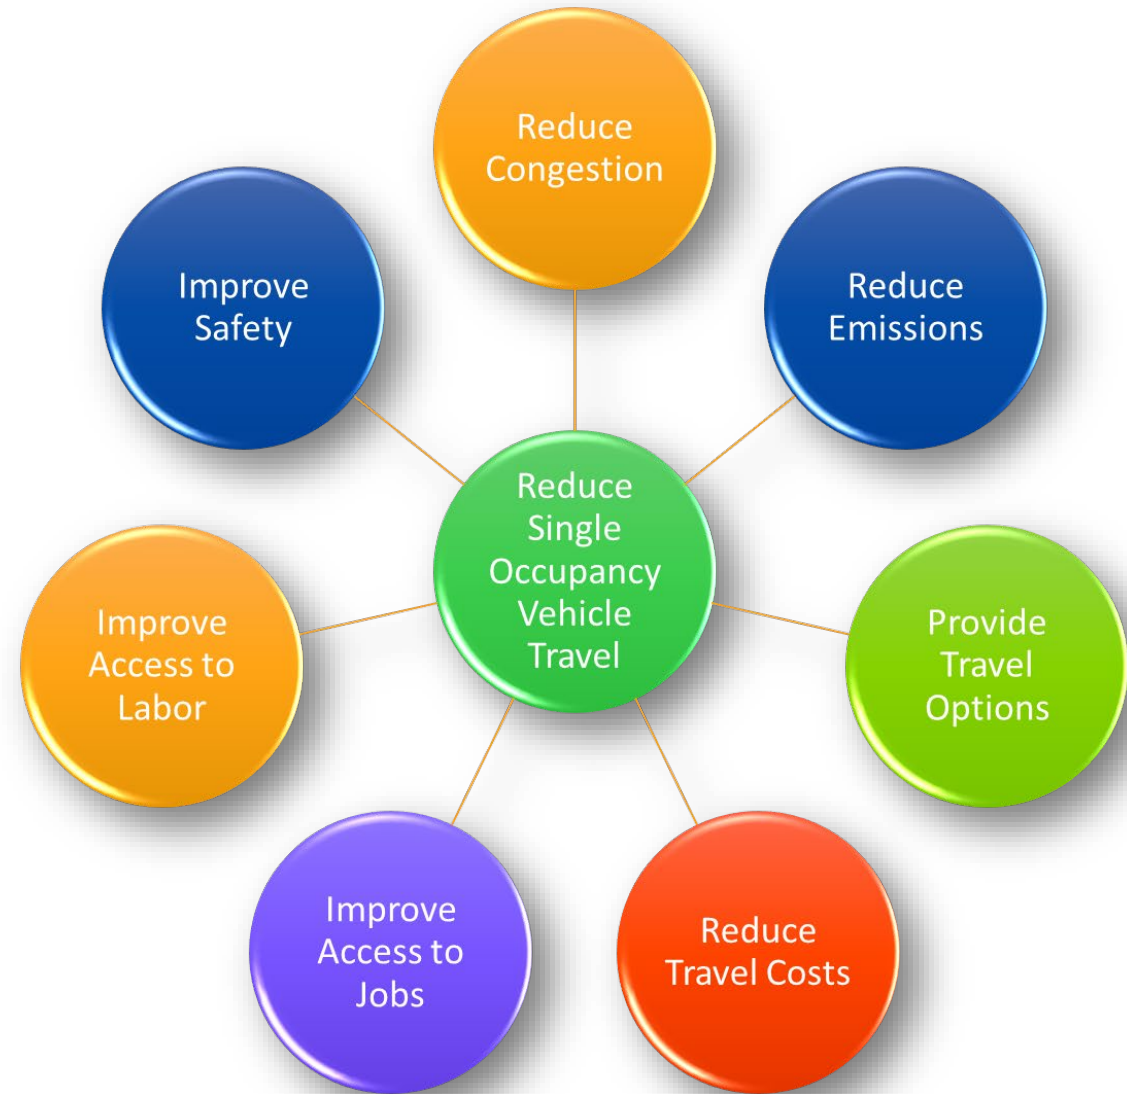 Reduce
Congestion
Improve
Safety
Reduce
Emissions
Reduce
Single
Occupancy
Vehicle
Travel
Improve
Access to
Labor
Provide
Travel
Options
Improve
Access to
Jobs
Reduce
Travel Costs